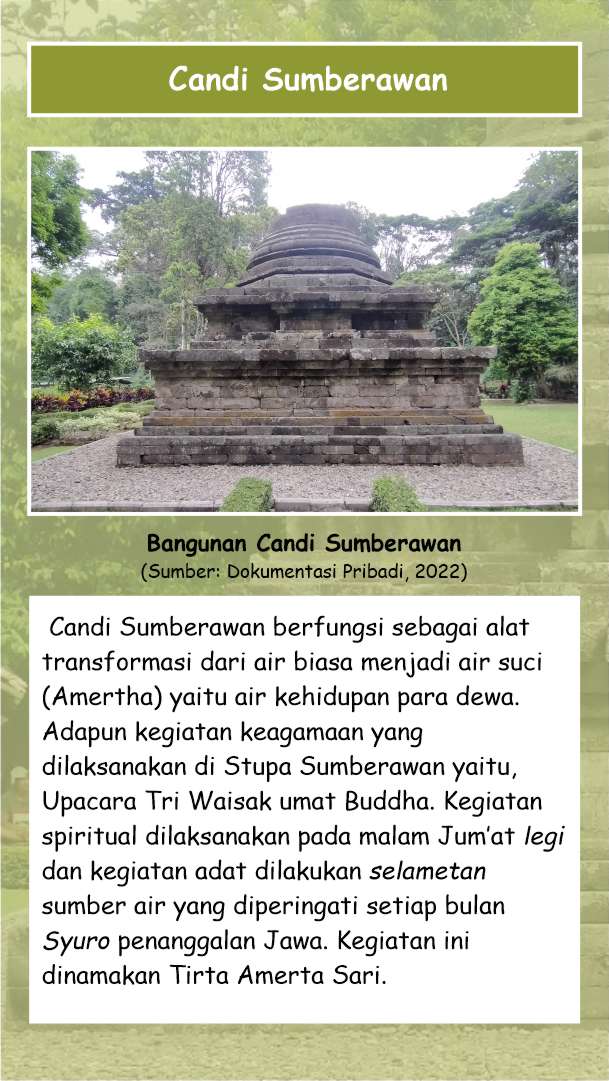 Candi Sumberawan
Bangunan Candi Sumberawan
(Sumber: Dokumentasi Pribadi, 2022)
Candi Sumberawan berfungsi sebagai alat
transformasi dari air biasa menjadi air suci
(Amertha) yaitu air kehidupan para dewa.
Adapun kegiatan keagamaan yang
dilaksanakan di Stupa Sumberawan yaitu,
Upacara Tri Waisak umat Buddha. Kegiatan
spiritual dilaksanakan pada malam Jum’at legi
dan kegiatan adat dilakukan selametan
sumber air yang diperingati setiap bulan
Syuro penanggalan Jawa. Kegiatan ini
dinamakan Tirta Amerta Sari.